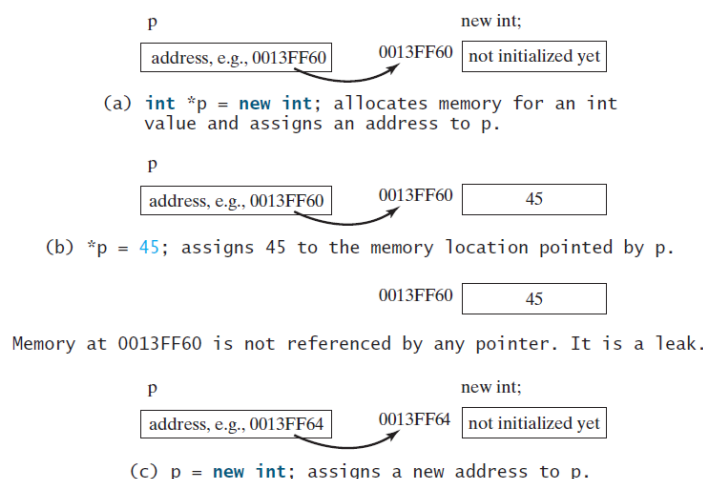 p new int;
address, e.g., 0013FF60 0013FF60 not initialized yet
(a) int *p = new int; allocates memory for an int
value and assigns an address to p.
p
address, e.g., 0013FF60 0013FF60 45
(b) *p = 45; assigns 45 to the memory location pointed by p.
0013FF60 45
Memory at 0013FF60 is not referenced by any pointer. It is a leak.
p new int;
address, e.g., 0013FF64 0013FF64 not initialized yet
(c) p = new int; assigns a new address to p.